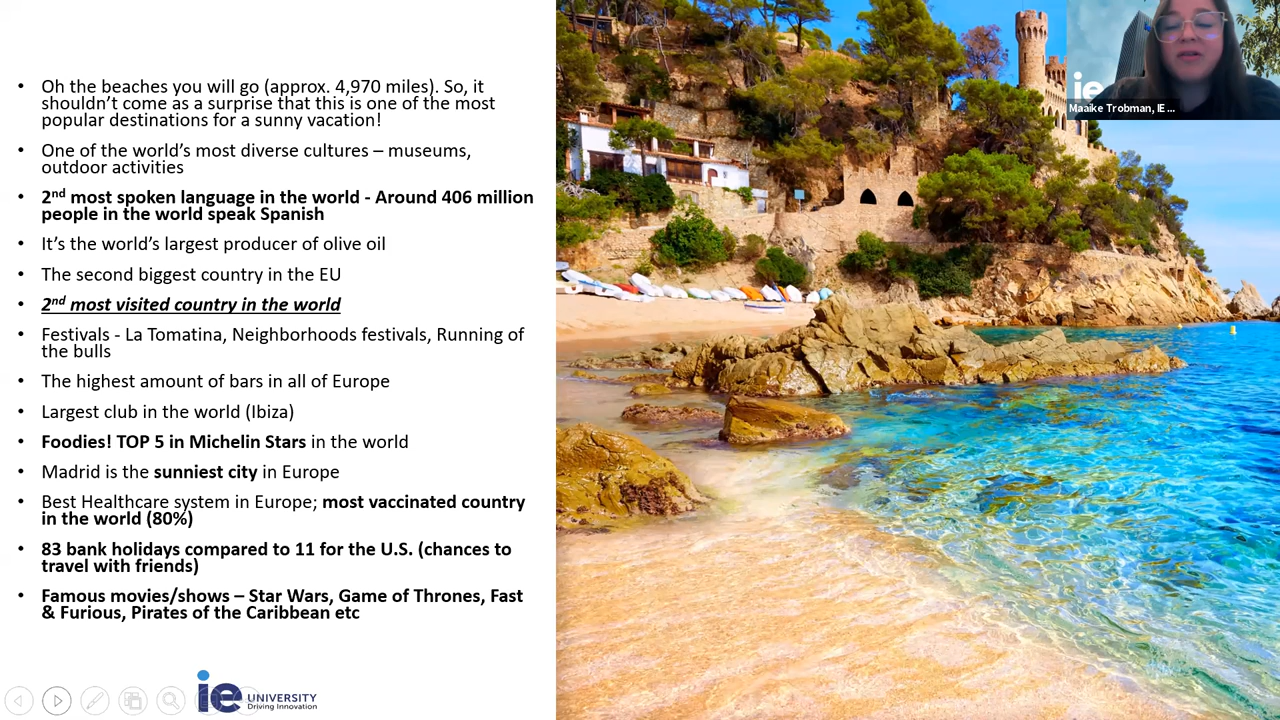 • Oh the beaches you will go (approx. 4,970 miles). So, it
shouldn't come as a surprise that this is one of the most
popular destinations for a sunny vacation!
• One of the world's most diverse cultures – museums,
outdoor activities
• 2nd most spoken language in the world - Around 406 million
people in the world speak Spanish
• It's the world's largest producer of olive oil
• The second biggest country in the EU
• 2nd most visited country in the world
• Festivals - La Tomatina, Neighborhoods festivals, Running of
the bulls
• The highest amount of bars in all of Europe
• Largest club in the world (Ibiza)
• Foodies! TOP 5 in Michelin Stars in the world
• Madrid is the sunniest city in Europe
• Best Healthcare system in Europe; most vaccinated country
in the world (80%)
• 83 bank holidays compared to 11 for the U.S. (chances to
travel with friends)
• Famous movies/shows – Star Wars, Game of Thrones, Fast
& Furious, Pirates of the Caribbean etc
ie UNIVERSITY
Driving Innovation
ie
Maaike Trobman, IE ...